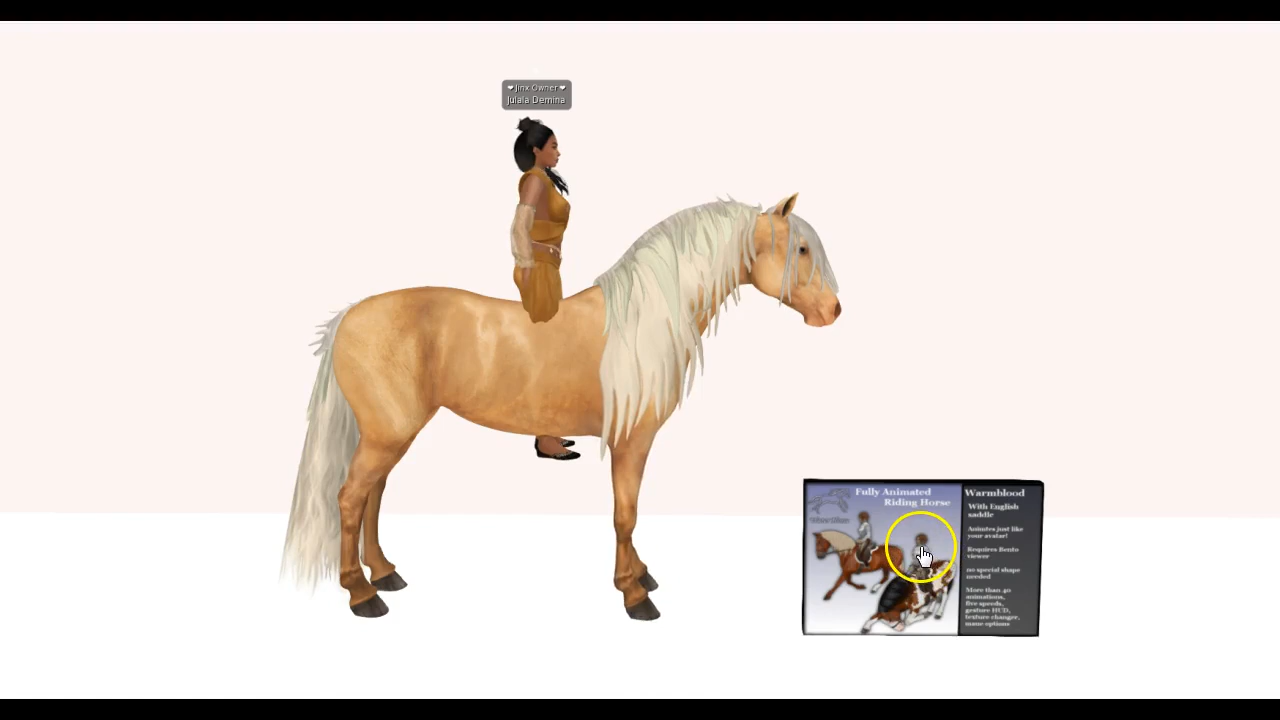 ❤Jinx Owner❤
Julala Demina
Fully Animated
Riding Horse
Warmblood
With English
saddle
Animtes just like
your avatar!
Requires Bento
viewer
no special shape
needed
More than 40
animations,
five speeds,
gesture HUD,
texture changer,
mane options